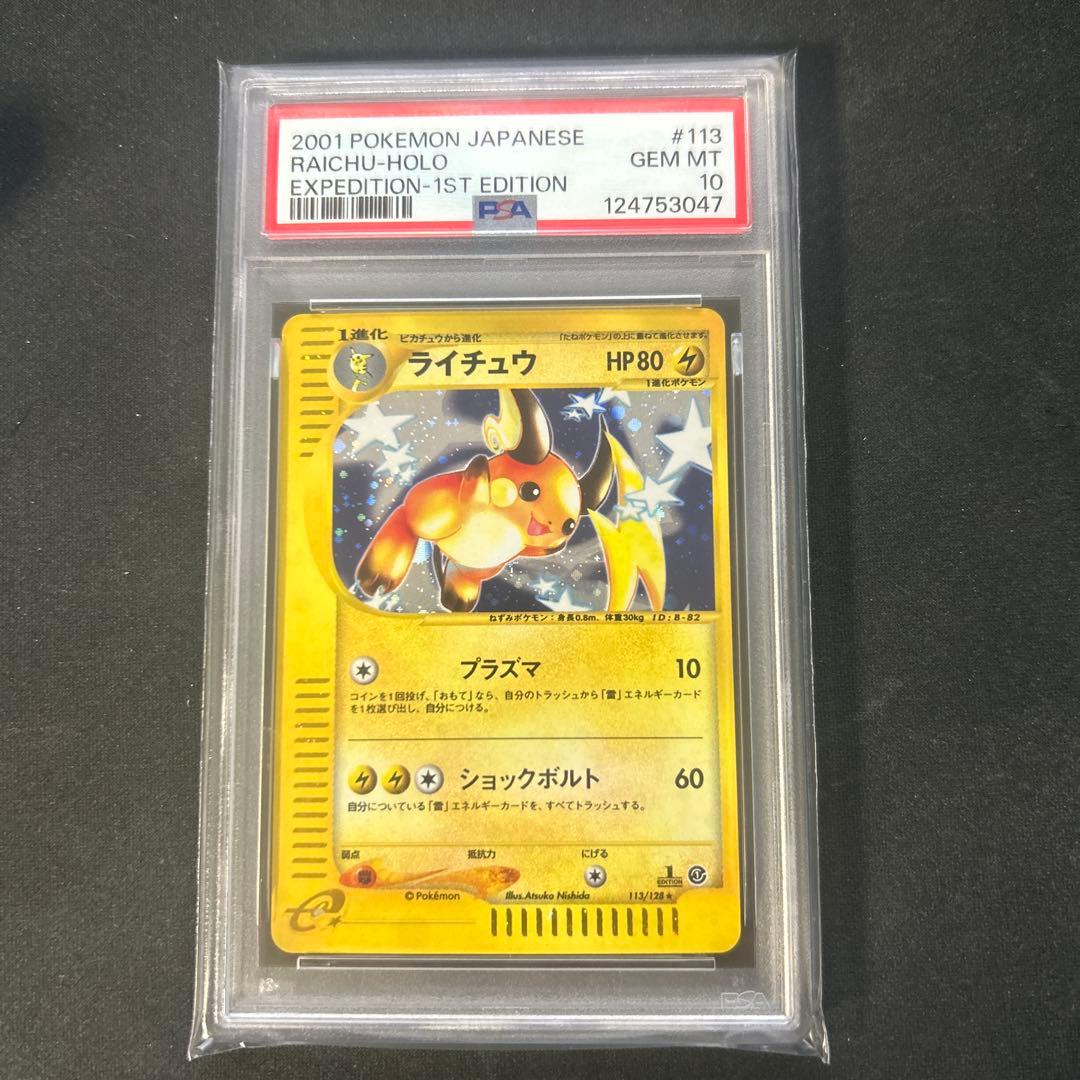 2001 POKEMON JAPANESE #113
RAICHU-HOLO GEM MT
EXPEDITION-1ST EDITION 10
PSA 124753047
1進化 ピカチュウから進化 「たねポケモン」の上に重ねて進化させます。
ライチュウ HP80
1進化ポケモン
ねずみポケモン:身長0.8m、体重30kg ID:B-82
プラズマ 10
コインを1回投げ、「おもて」なら、自分のトラッシュから「雷」エネルギーカード
を1枚選び出し、自分につける。
ショックボルト 60
自分についている「雷」エネルギーカードを、すべてトラッシュする。
弱点 抵抗力 にげる
1 EDITION
©Pokémon Illus.Atsuko Nishida 113/128★
e
PSA